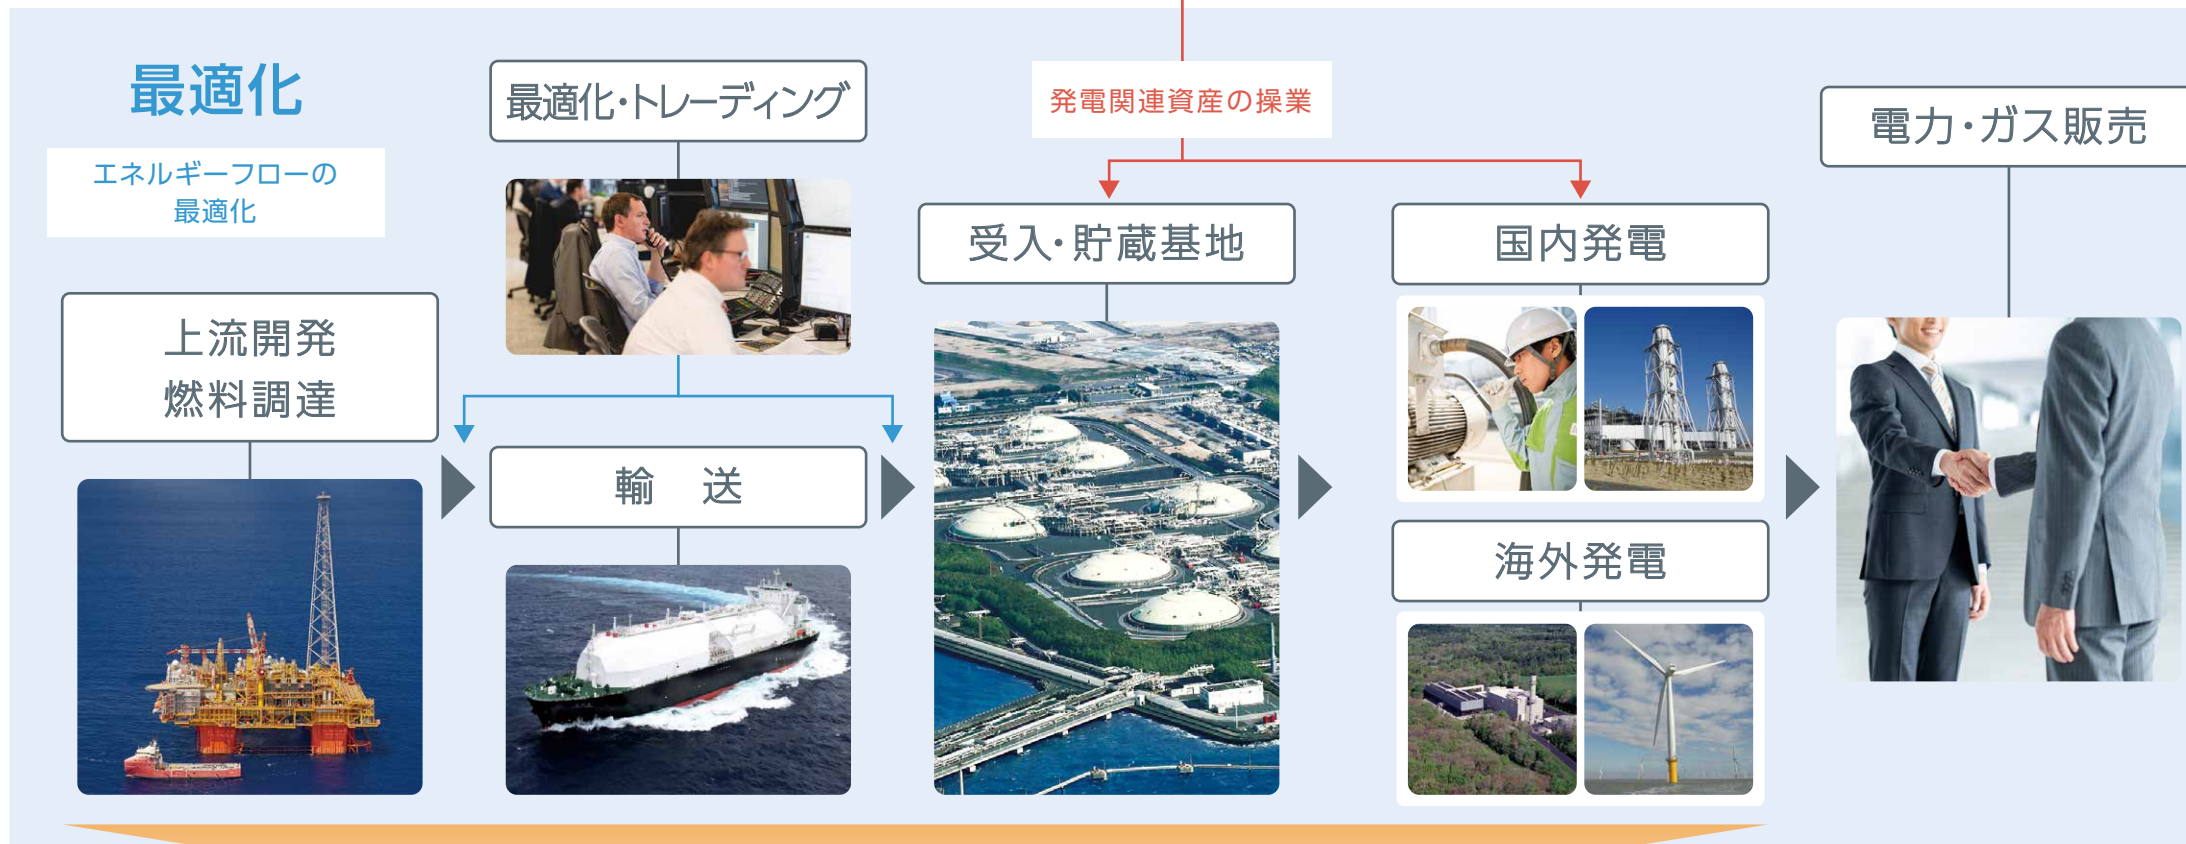 最適化
エネルギーフローの
最適化
上流開発
燃料調達
最適化・トレーディング
輸　送
発電関連資産の操業
受入・貯蔵基地
国内発電
海外発電
電力・ガス販売